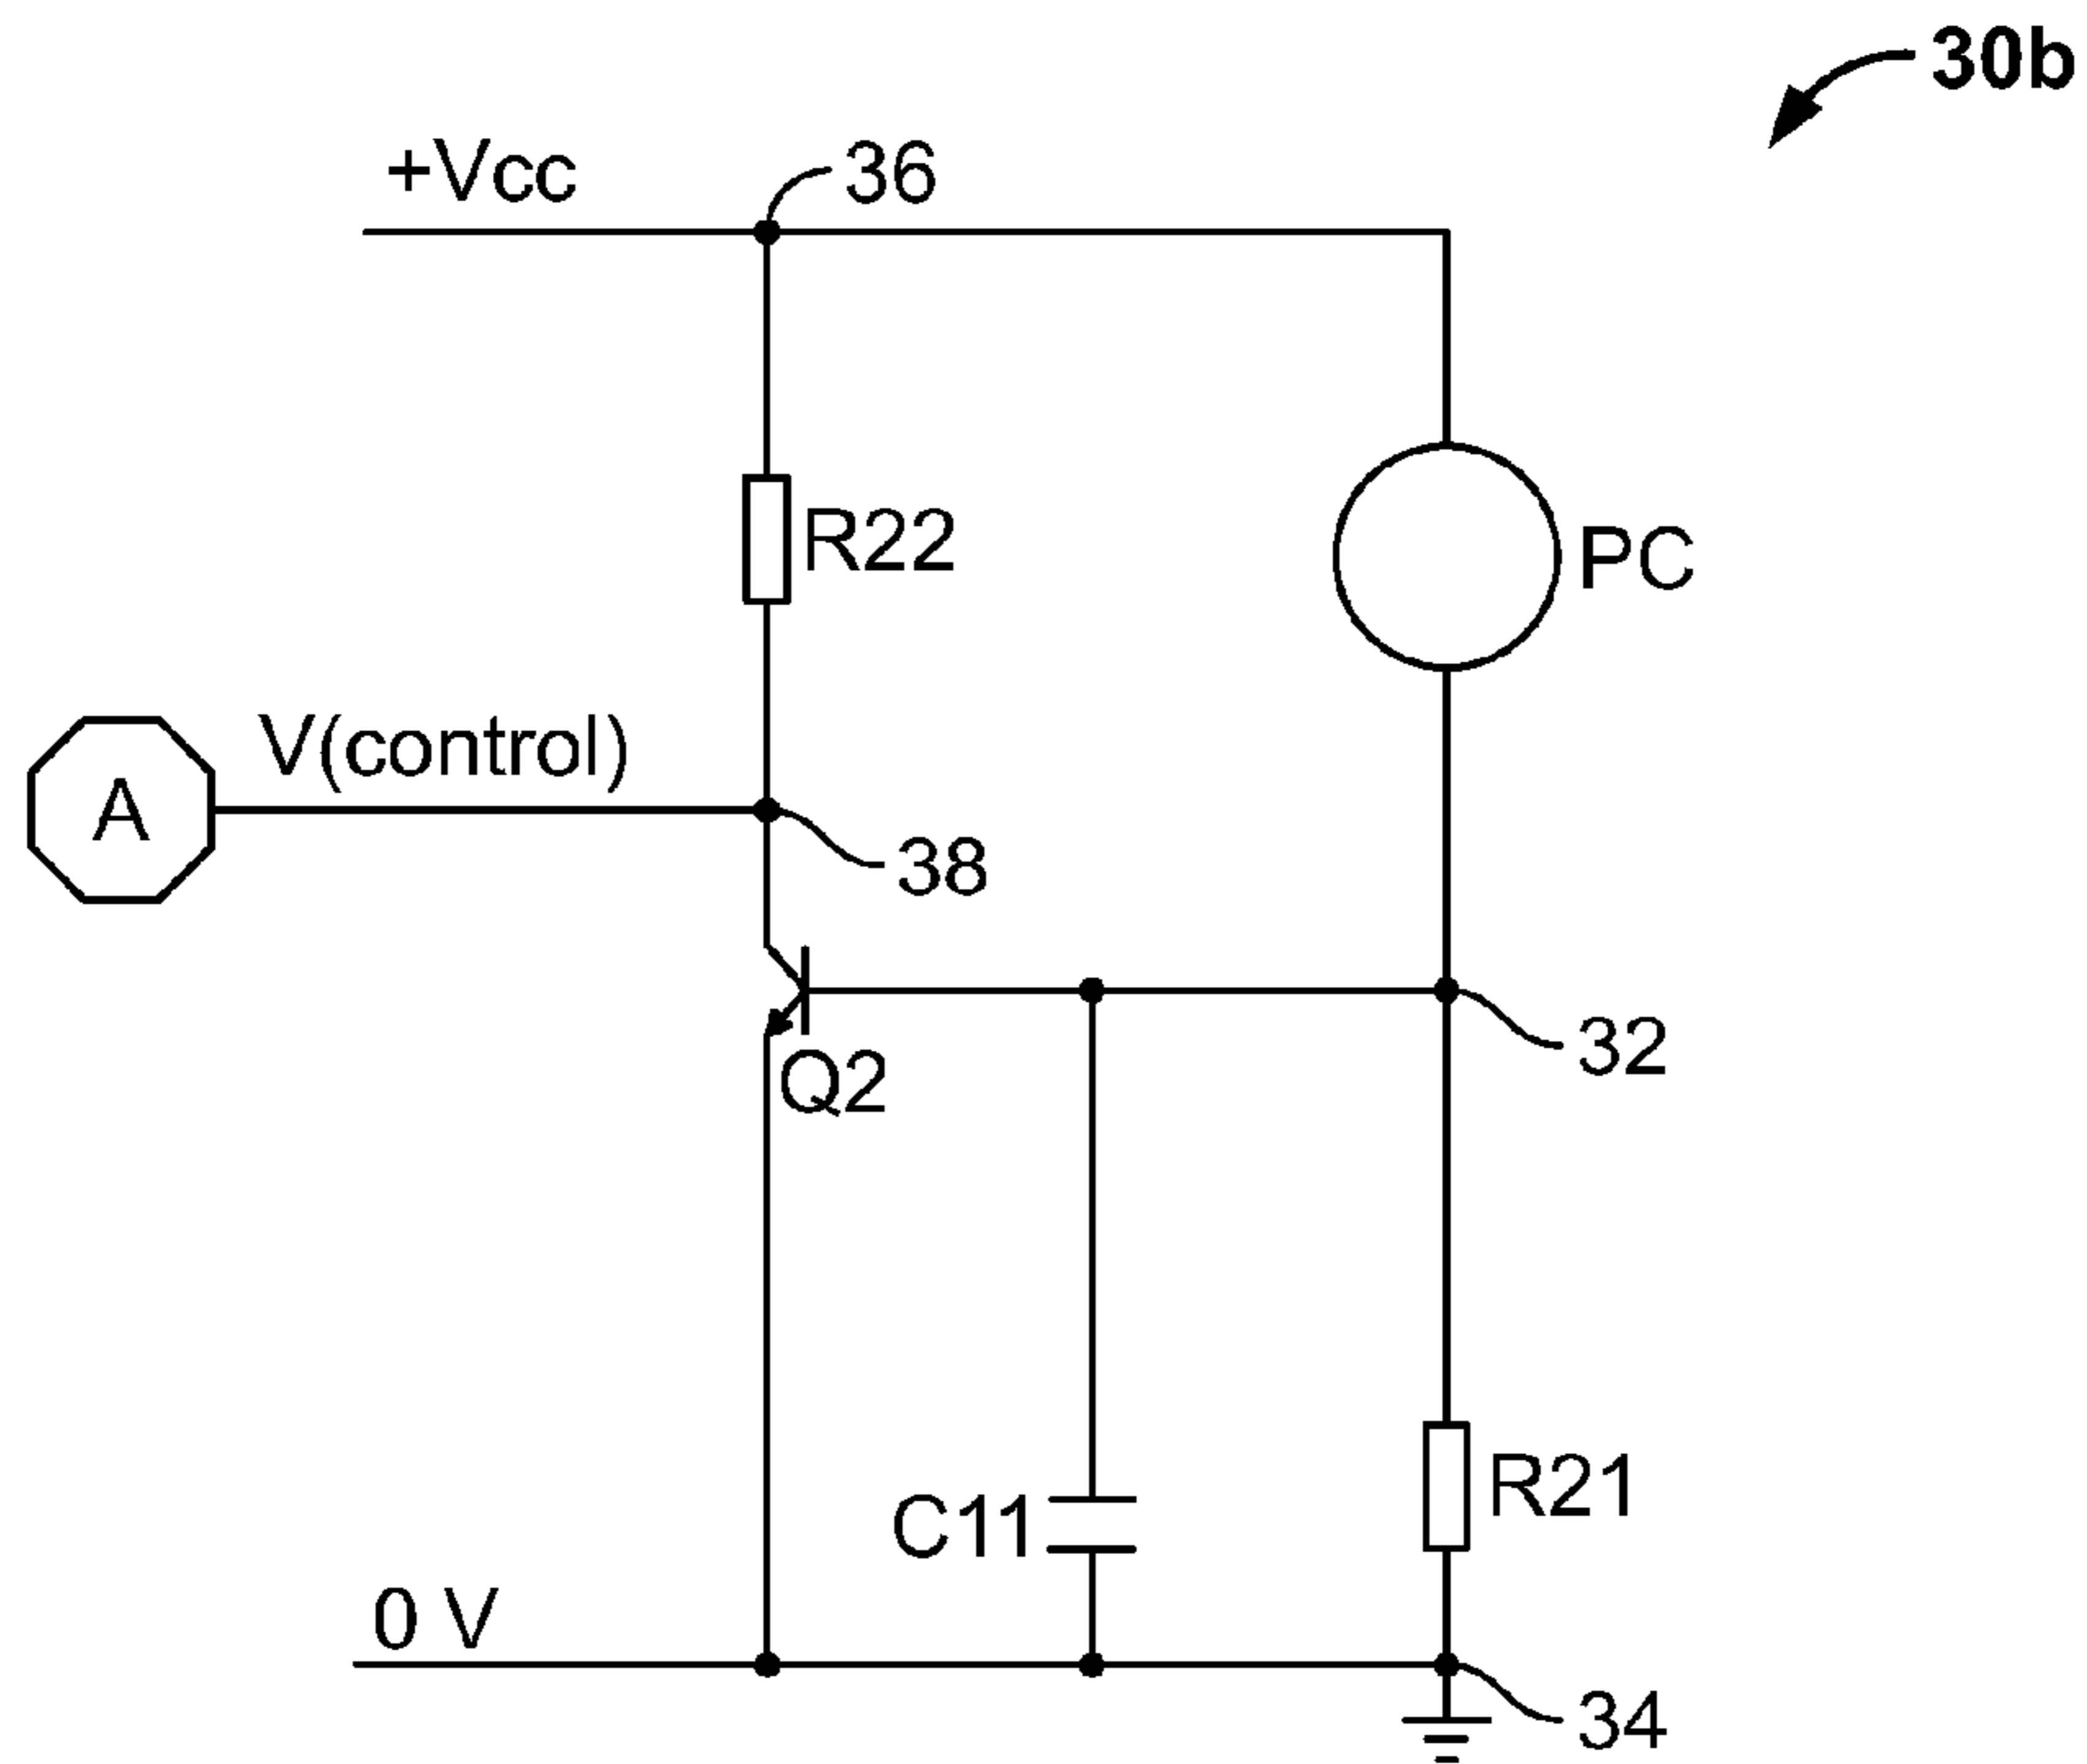 30b
+Vcc
36
R22
PC
V(control)
A
38
32
Q2
C11
R21
0 V
34